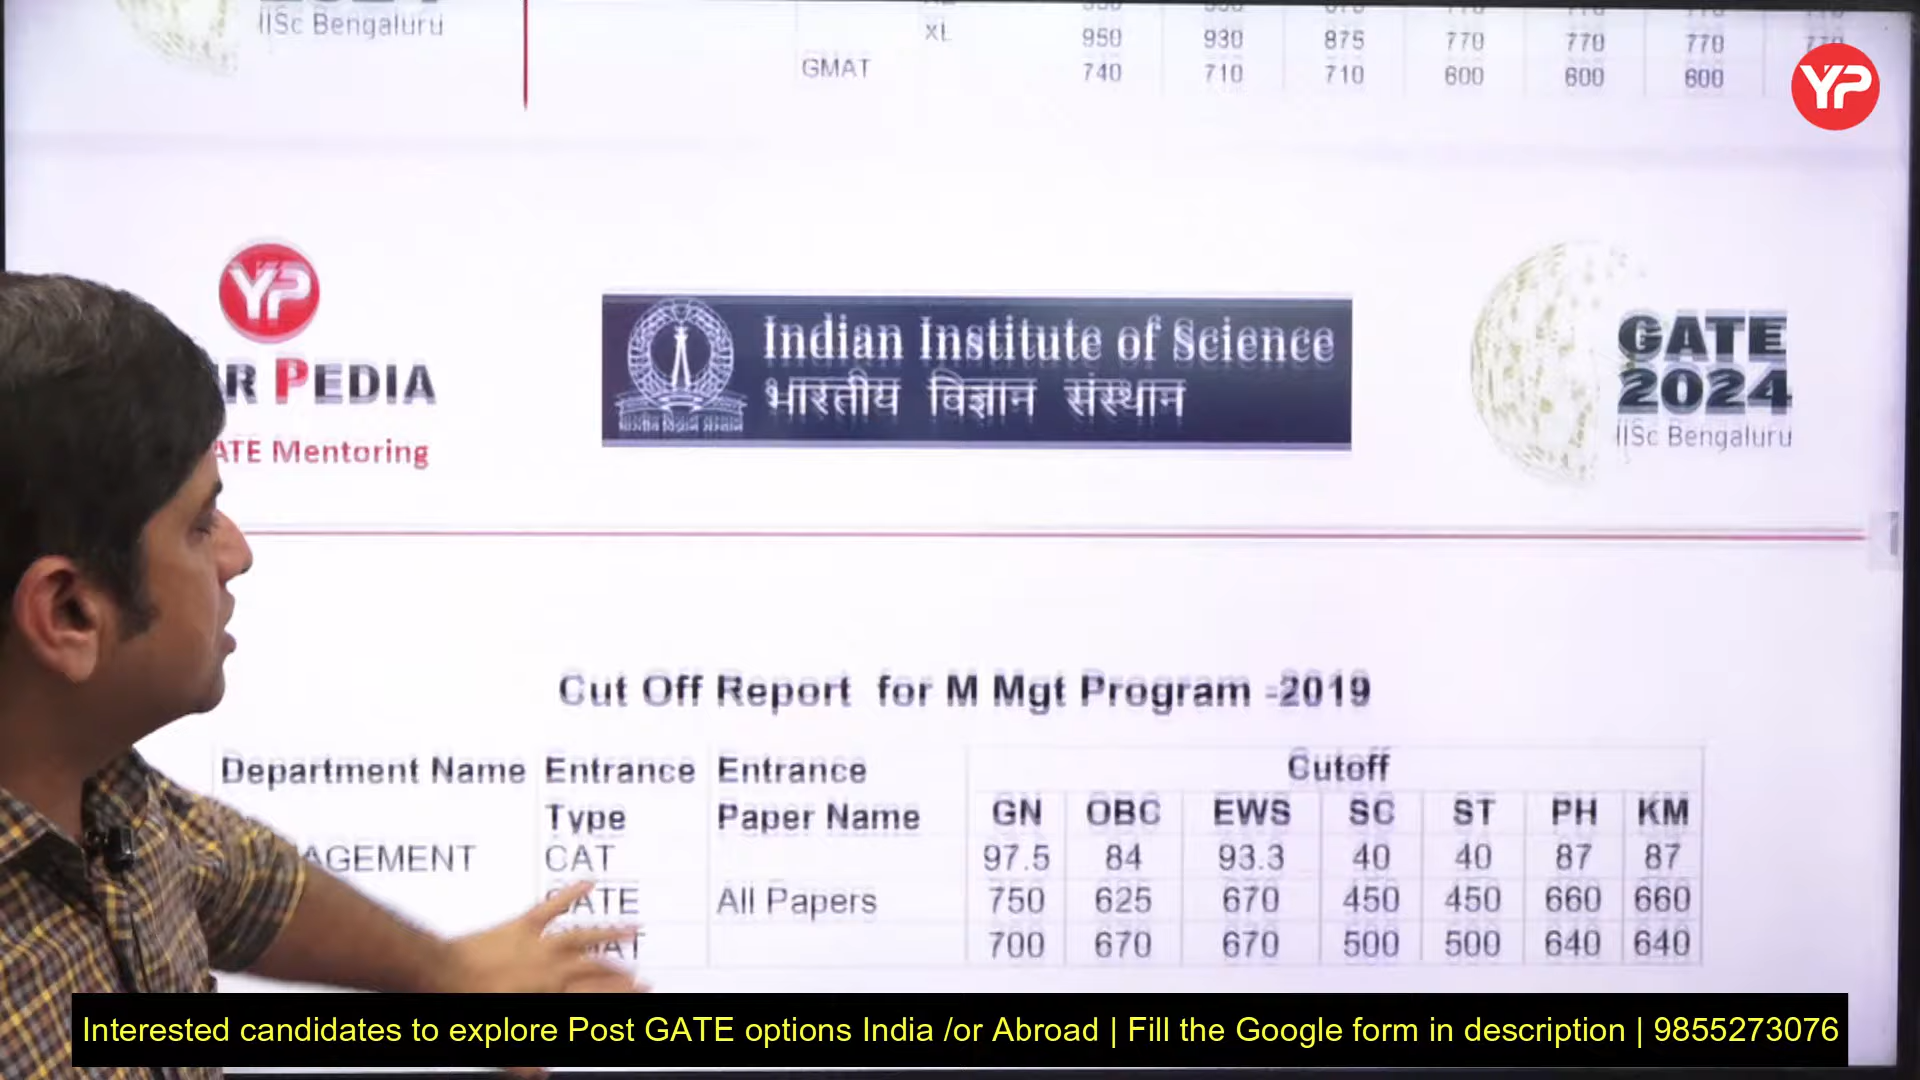 IISc Bengaluru
XL 950 930 875 770 770 770
GMAT 740 710 710 600 600 600
YP
YP
R PEDIA
ATE Mentoring
Indian Institute of Science
भारतीय विज्ञान संस्थान
GATE
2024
IISc Bengaluru
Cut Off Report for M Mgt Program -2019
Department Name Entrance Entrance Cutoff
Type Paper Name GN OBC EWS SC ST PH KM
AGEMENT CAT 97.5 84 93.3 40 40 87 87
GATE All Papers 750 625 670 450 450 660 660
GMAT 700 670 670 500 500 640 640
Interested candidates to explore Post GATE options India /or Abroad | Fill the Google form in description | 9855273076